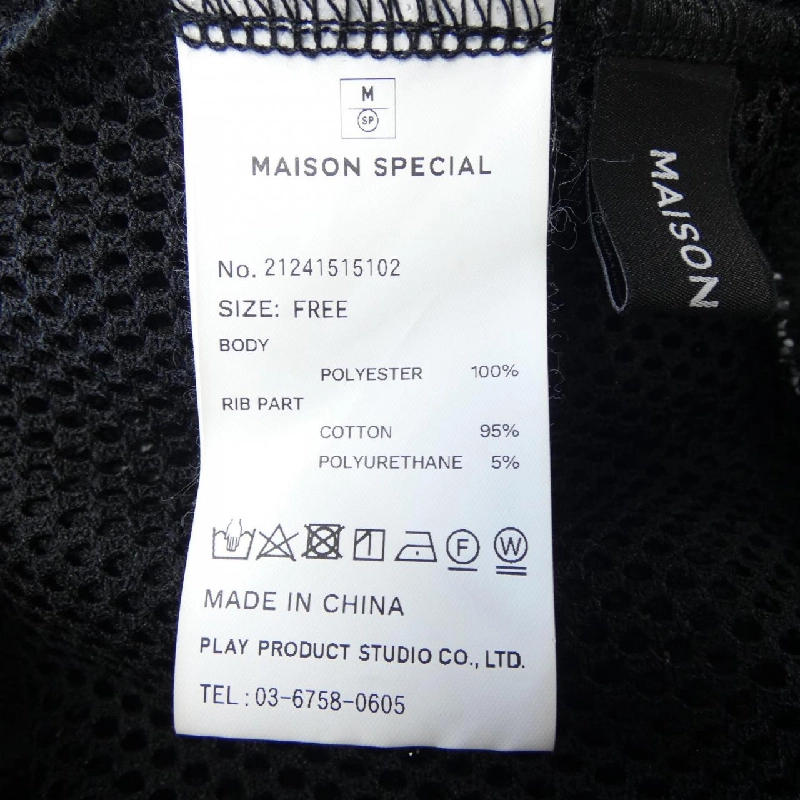 M
SP
MAISON SPECIAL
No. 21241515102
SIZE: FREE
BODY
POLYESTER 100%
RIB PART
COTTON 95%
POLYURETHANE 5%
F W
MADE IN CHINA
PLAY PRODUCT STUDIO CO., LTD.
TEL : 03-6758-0605
MAISON